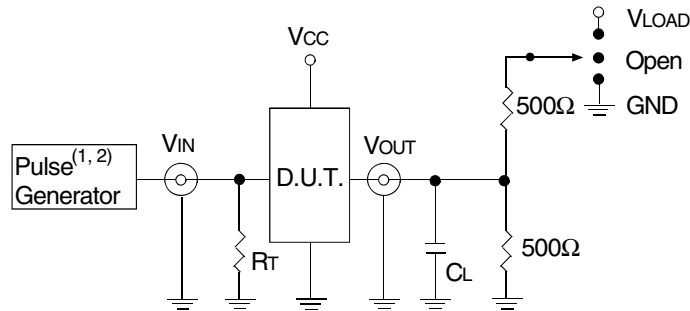 VLOAD
Open
GND
VCC
500Ω
VIN
VOUT
Pulse(1, 2)
Generator
D.U.T.
RT
CL
500Ω